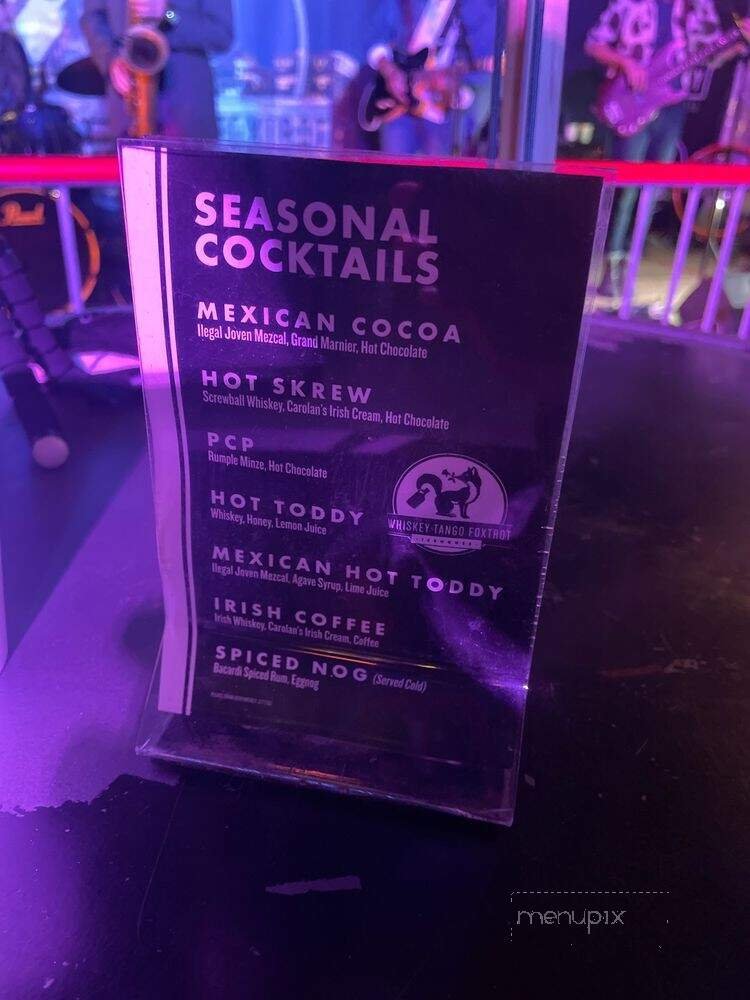 SEASONAL
COCKTAILS
MEXICAN COCOA
Ilegal Joven Mezcal, Grand Marnier, Hot Chocolate
HOT SKREW
Screwball Whiskey, Carolan's Irish Cream, Hot Chocolate
PCP
Rumple Minze, Hot Chocolate
HOT TODDY
Whiskey, Honey, Lemon Juice
WHISKEY TANGO FOXTROT
ICEHOUSE
MEXICAN HOT TODDY
Ilegal Joven Mezcal, Agave Syrup, Lime Juice
IRISH COFFEE
Irish Whiskey, Carolan's Irish Cream, Coffee
SPICED NOG (Served Cold)
Bacardi Spiced Rum, Eggnog
Pearl
menupix